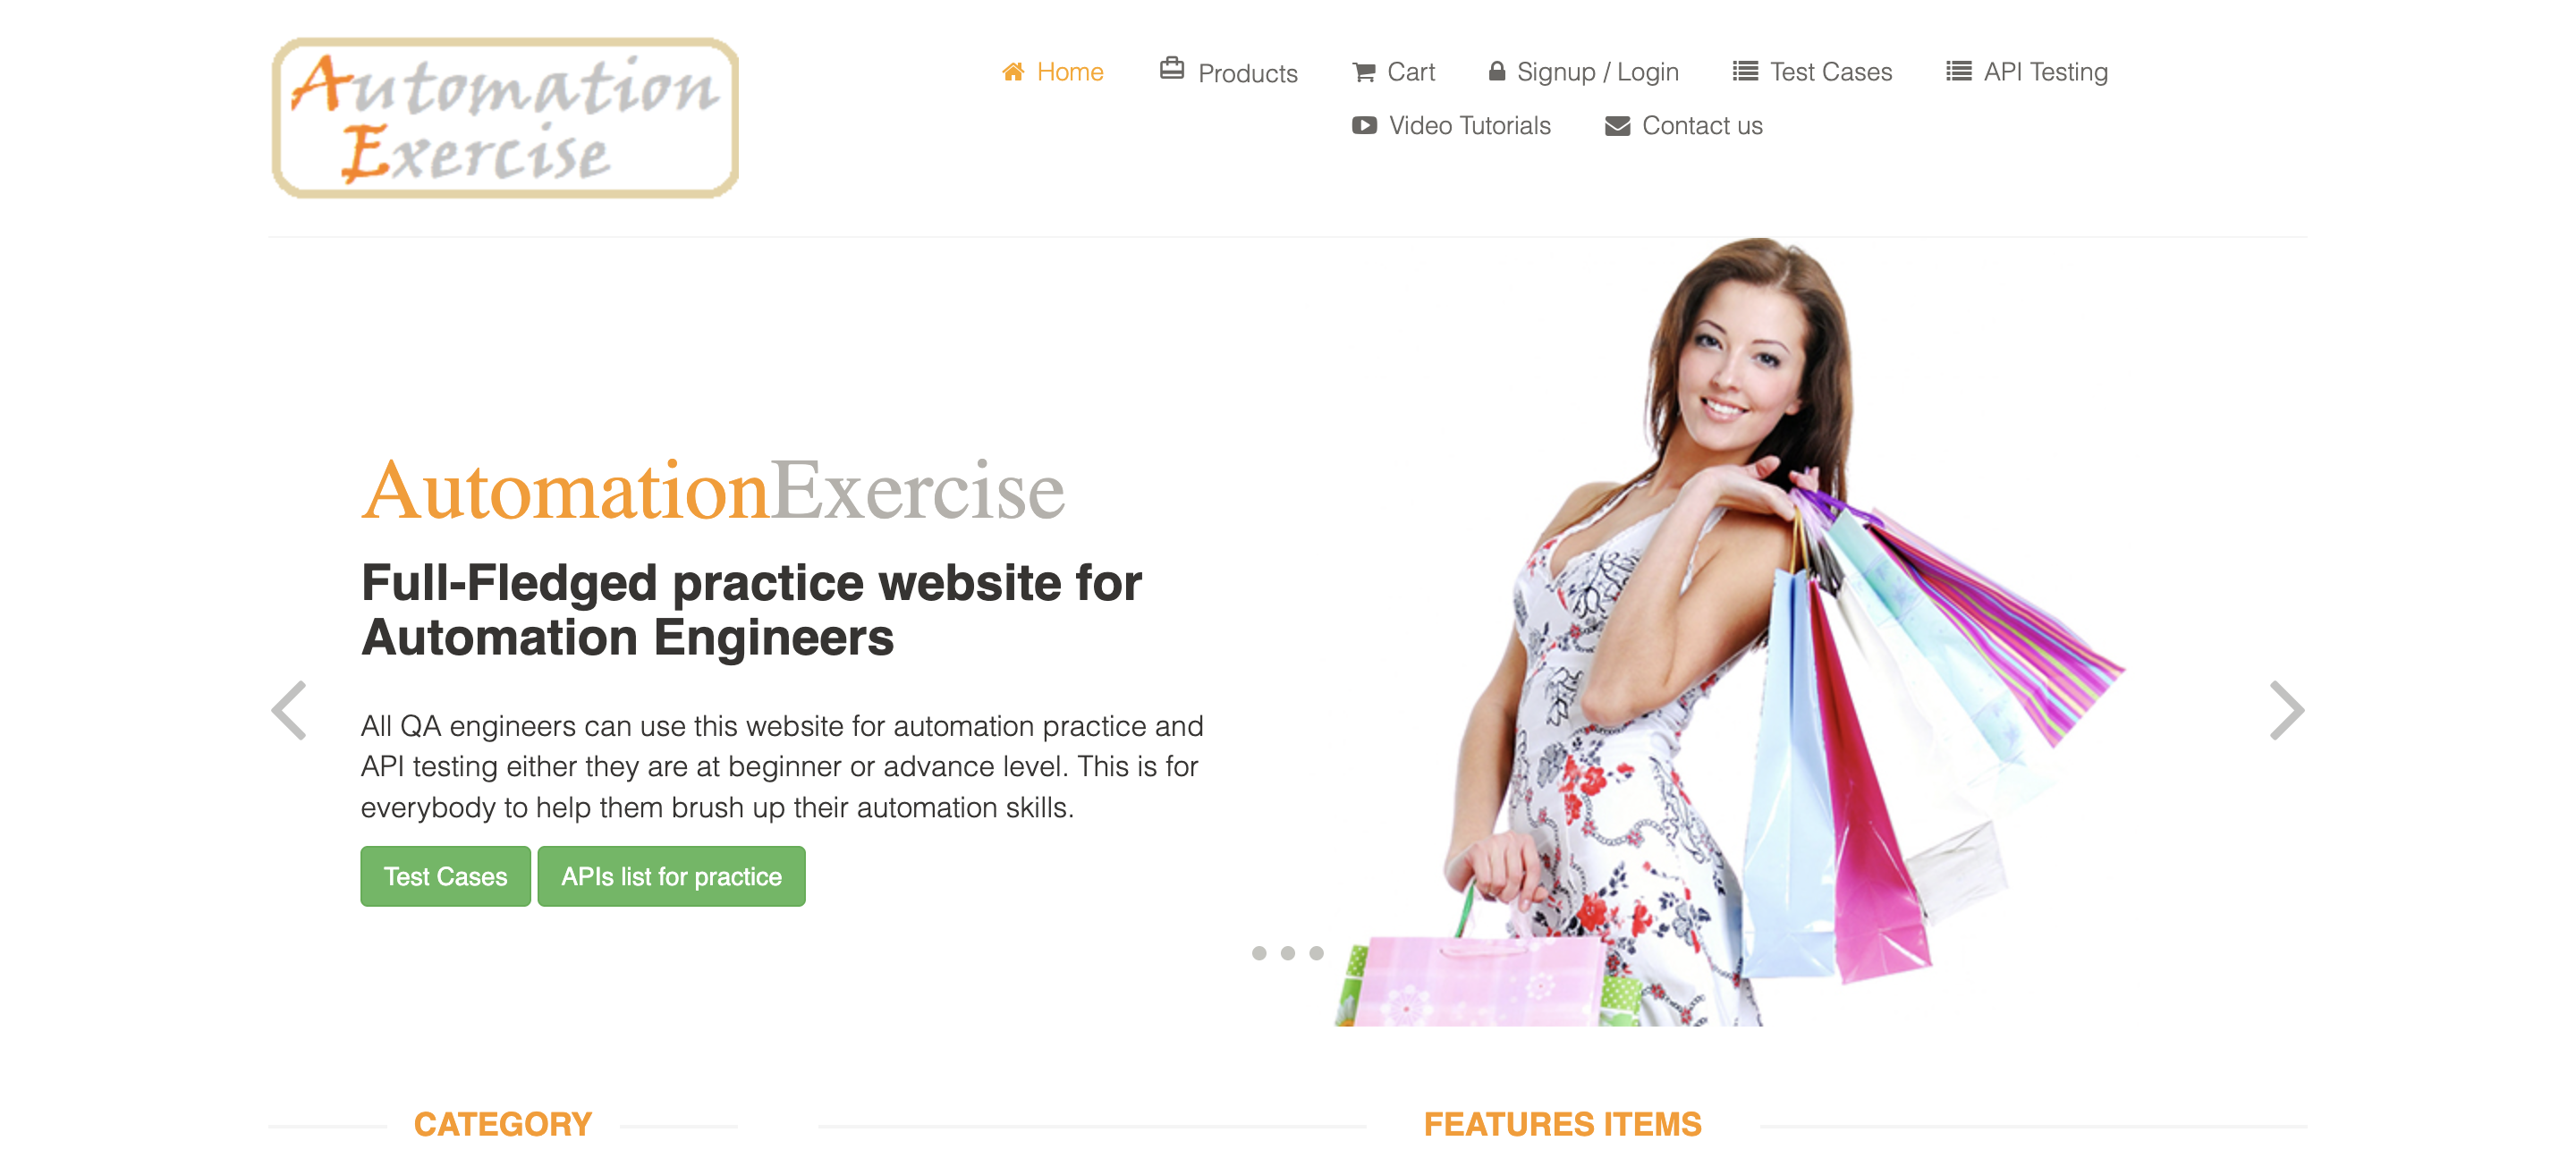 Automation
Exercise
Home Products Cart Signup / Login Test Cases API Testing
Video Tutorials Contact us
AutomationExercise
Full-Fledged practice website for
Automation Engineers
All QA engineers can use this website for automation practice and
API testing either they are at beginner or advance level. This is for
everybody to help them brush up their automation skills.
Test Cases APIs list for practice
CATEGORY FEATURES ITEMS